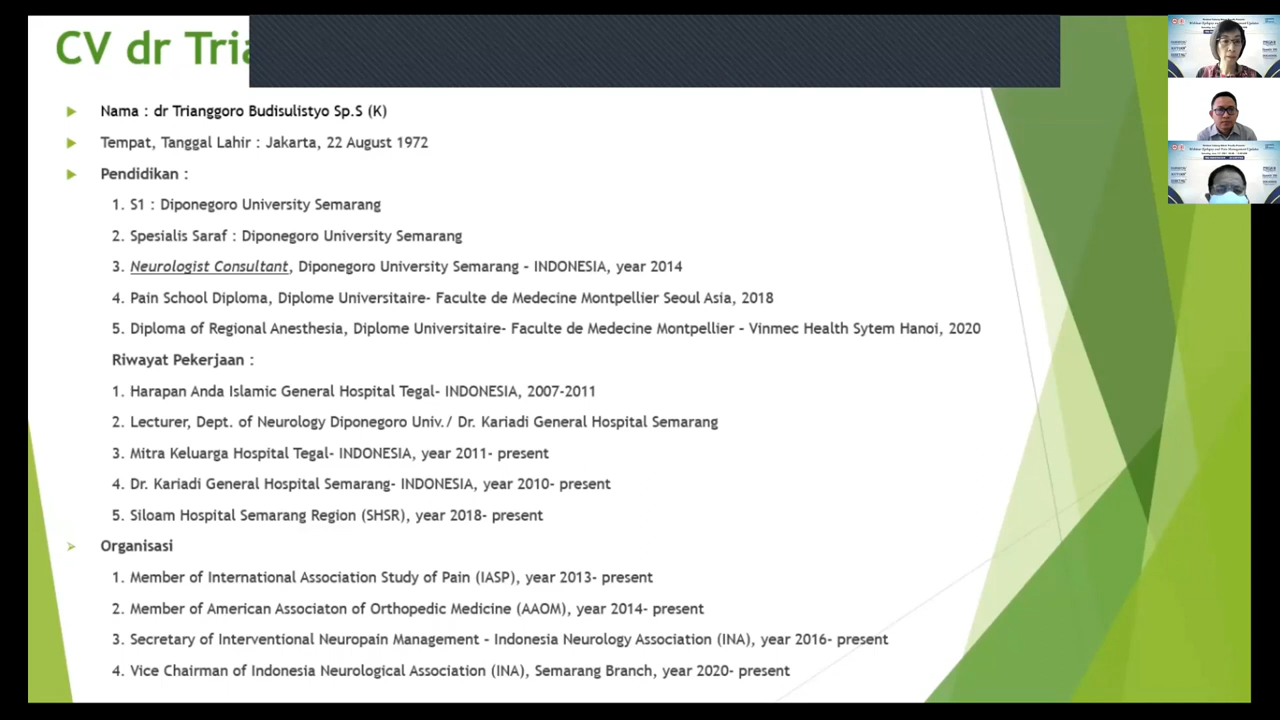 CV dr Tria
Nama : dr Trianggoro Budisulistyo Sp.S (K)
Tempat, Tanggal Lahir : Jakarta, 22 August 1972
Pendidikan :
1. S1 : Diponegoro University Semarang
2. Spesialis Saraf : Diponegoro University Semarang
3. Neurologist Consultant, Diponegoro University Semarang – INDONESIA, year 2014
4. Pain School Diploma, Diplome Universitaire- Faculte de Medecine Montpellier Seoul Asia, 2018
5. Diploma of Regional Anesthesia, Diplome Universitaire- Faculte de Medecine Montpellier – Vinmec Health Sytem Hanoi, 2020
Riwayat Pekerjaan :
1. Harapan Anda Islamic General Hospital Tegal- INDONESIA, 2007-2011
2. Lecturer, Dept. of Neurology Diponegoro Univ./ Dr. Kariadi General Hospital Semarang
3. Mitra Keluarga Hospital Tegal- INDONESIA, year 2011- present
4. Dr. Kariadi General Hospital Semarang- INDONESIA, year 2010- present
5. Siloam Hospital Semarang Region (SHSR), year 2018- present
Organisasi
1. Member of International Association Study of Pain (IASP), year 2013- present
2. Member of American Associaton of Orthopedic Medicine (AAOM), year 2014- present
3. Secretary of Interventional Neuropain Management – Indonesia Neurology Association (INA), year 2016- present
4. Vice Chairman of Indonesia Neurological Association (INA), Semarang Branch, year 2020- present